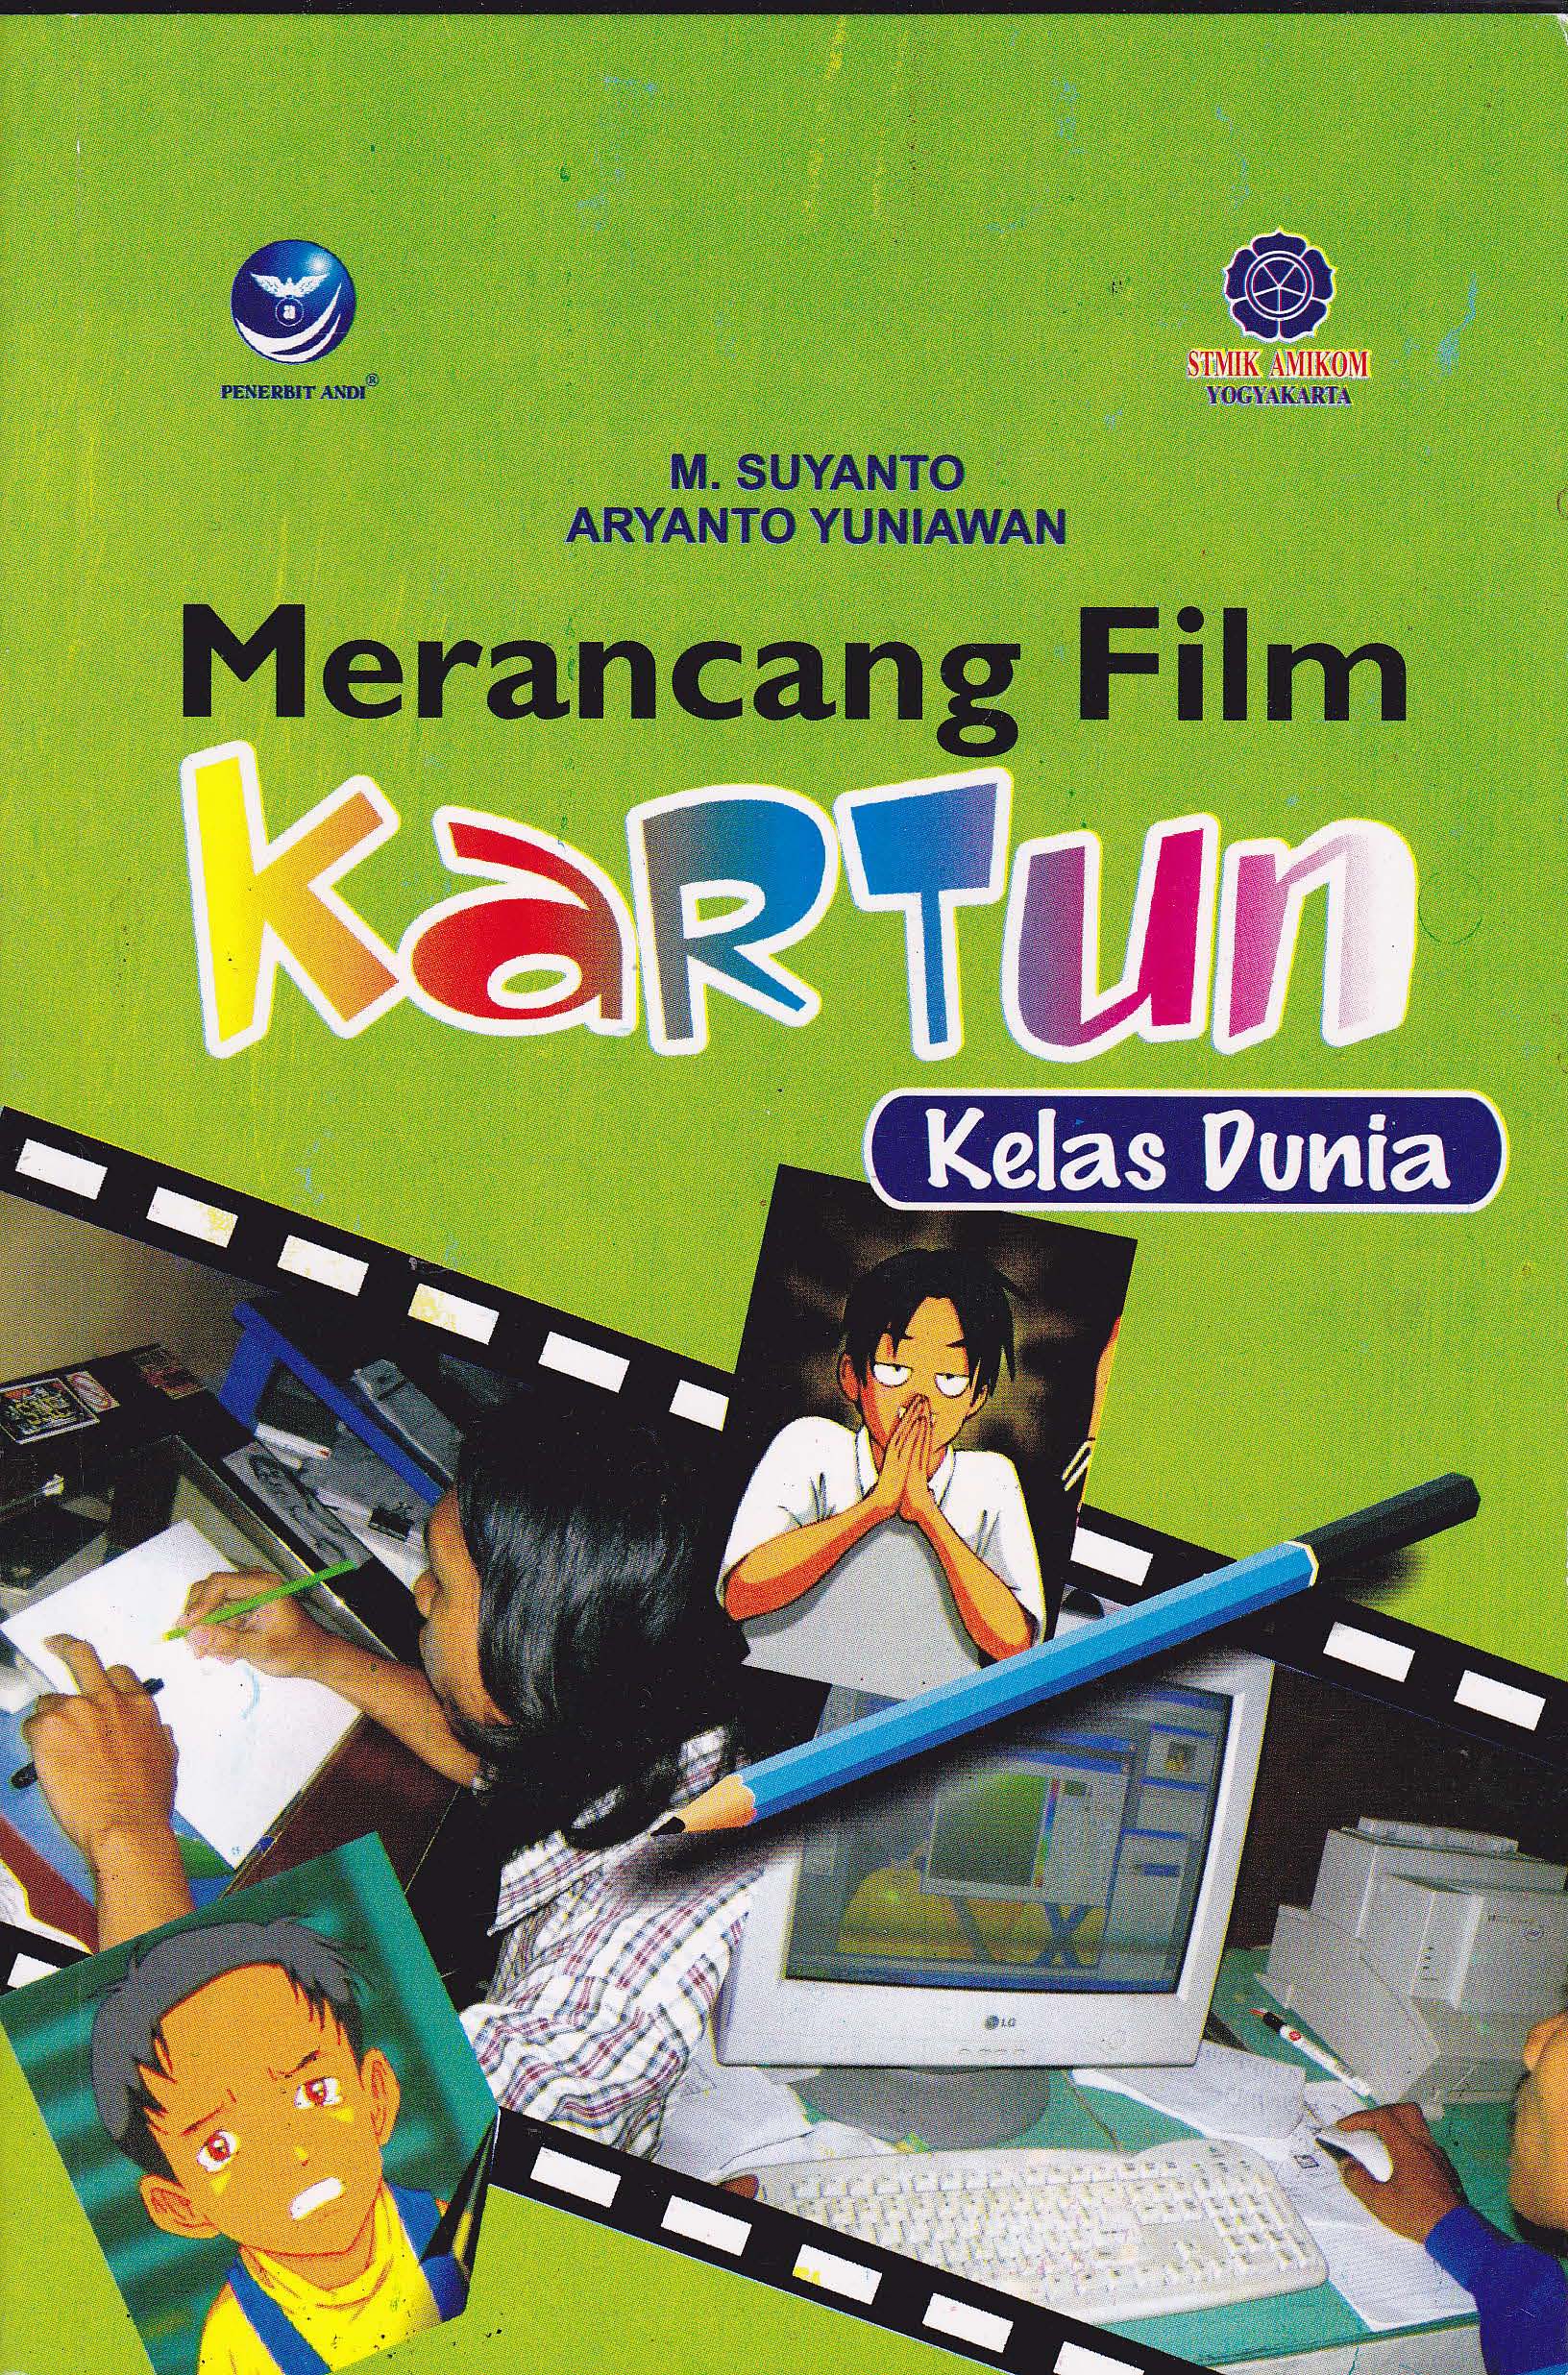 PENERBIT ANDI®
STMIK AMIKOM
YOGYAKARTA
M. SUYANTO
ARYANTO YUNIAWAN
Merancang Film
KaRTun
Kelas Dunia
LG